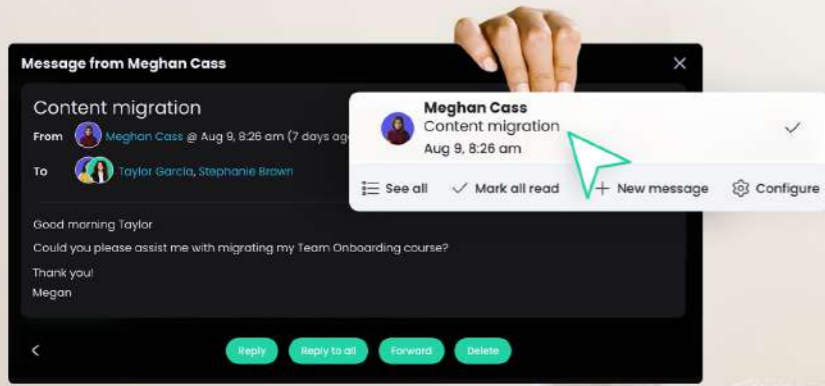 Message from Meghan Cass
Content migration
From Meghan Cass @ Aug 9, 8:26 am (7 days ago
To Taylor Garcia, Stephanie Brown
Good morning Taylor
Could you please assist me with migrating my Team Onboarding course?
Thank you!
Megan
Reply Reply to all Forward Delete
Meghan Cass
Content migration
Aug 9, 8:26 am
See all Mark all read New message Configure